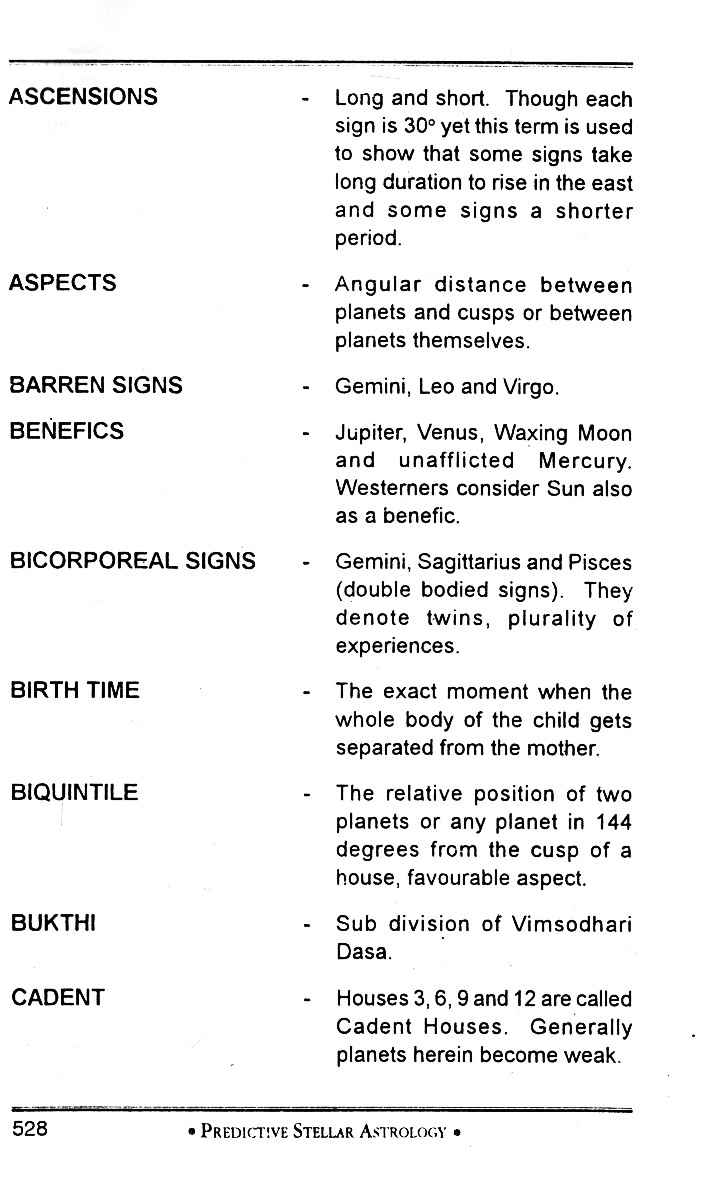 ASCENSIONS - Long and short. Though each
sign is 30° yet this term is used
to show that some signs take
long duration to rise in the east
and some signs a shorter
period.
ASPECTS - Angular distance between
planets and cusps or between
planets themselves.
BARREN SIGNS - Gemini, Leo and Virgo.
BENEFICS - Jupiter, Venus, Waxing Moon
and unafflicted Mercury.
Westerners consider Sun also
as a benefic.
BICORPOREAL SIGNS - Gemini, Sagittarius and Pisces
(double bodied signs). They
denote twins, plurality of
experiences.
BIRTH TIME - The exact moment when the
whole body of the child gets
separated from the mother.
BIQUINTILE - The relative position of two
planets or any planet in 144
degrees from the cusp of a
house, favourable aspect.
BUKTHI - Sub division of Vimsodhari
Dasa.
CADENT - Houses 3, 6, 9 and 12 are called
Cadent Houses. Generally
planets herein become weak.
528 • PREDICTIVE STELLAR ASTROLOGY •